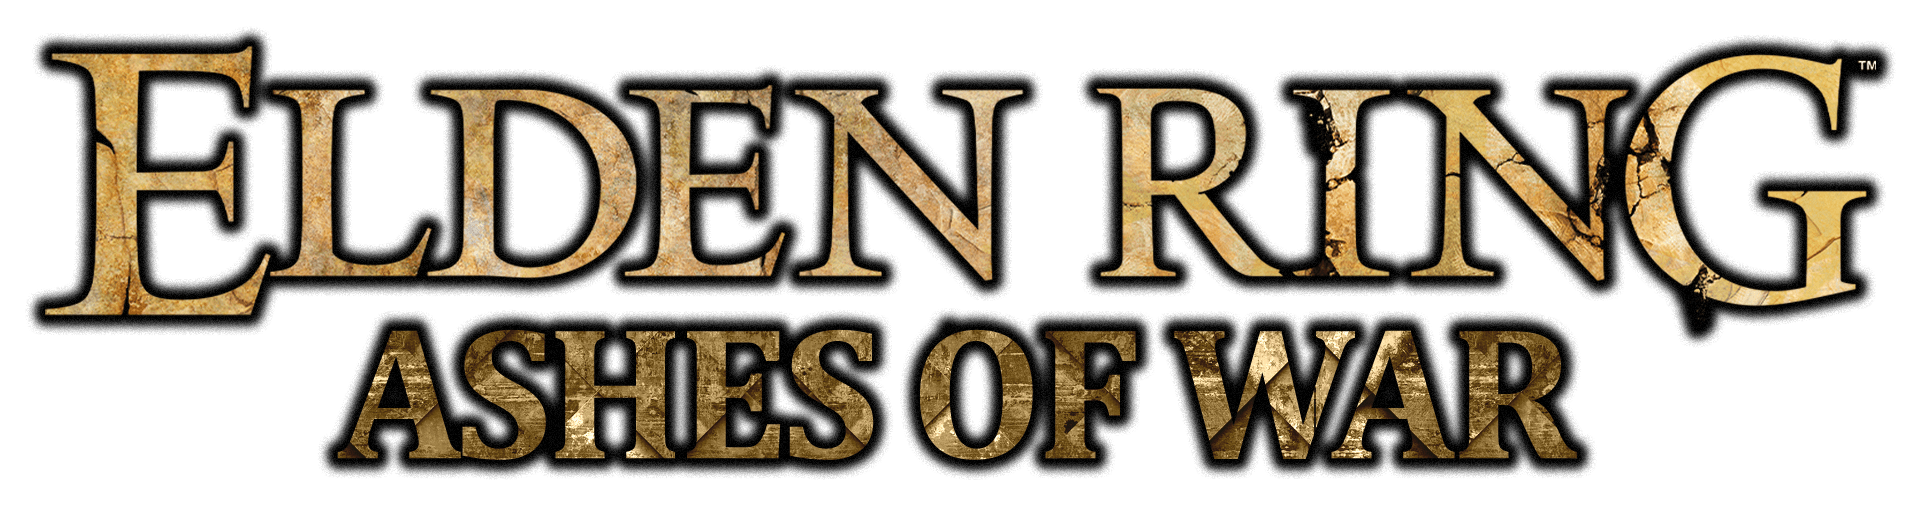 ELDEN RING™
ASHES OF WAR